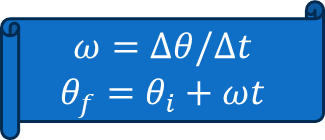 ω = Δθ/Δt
θ_f = θ_i + ωt